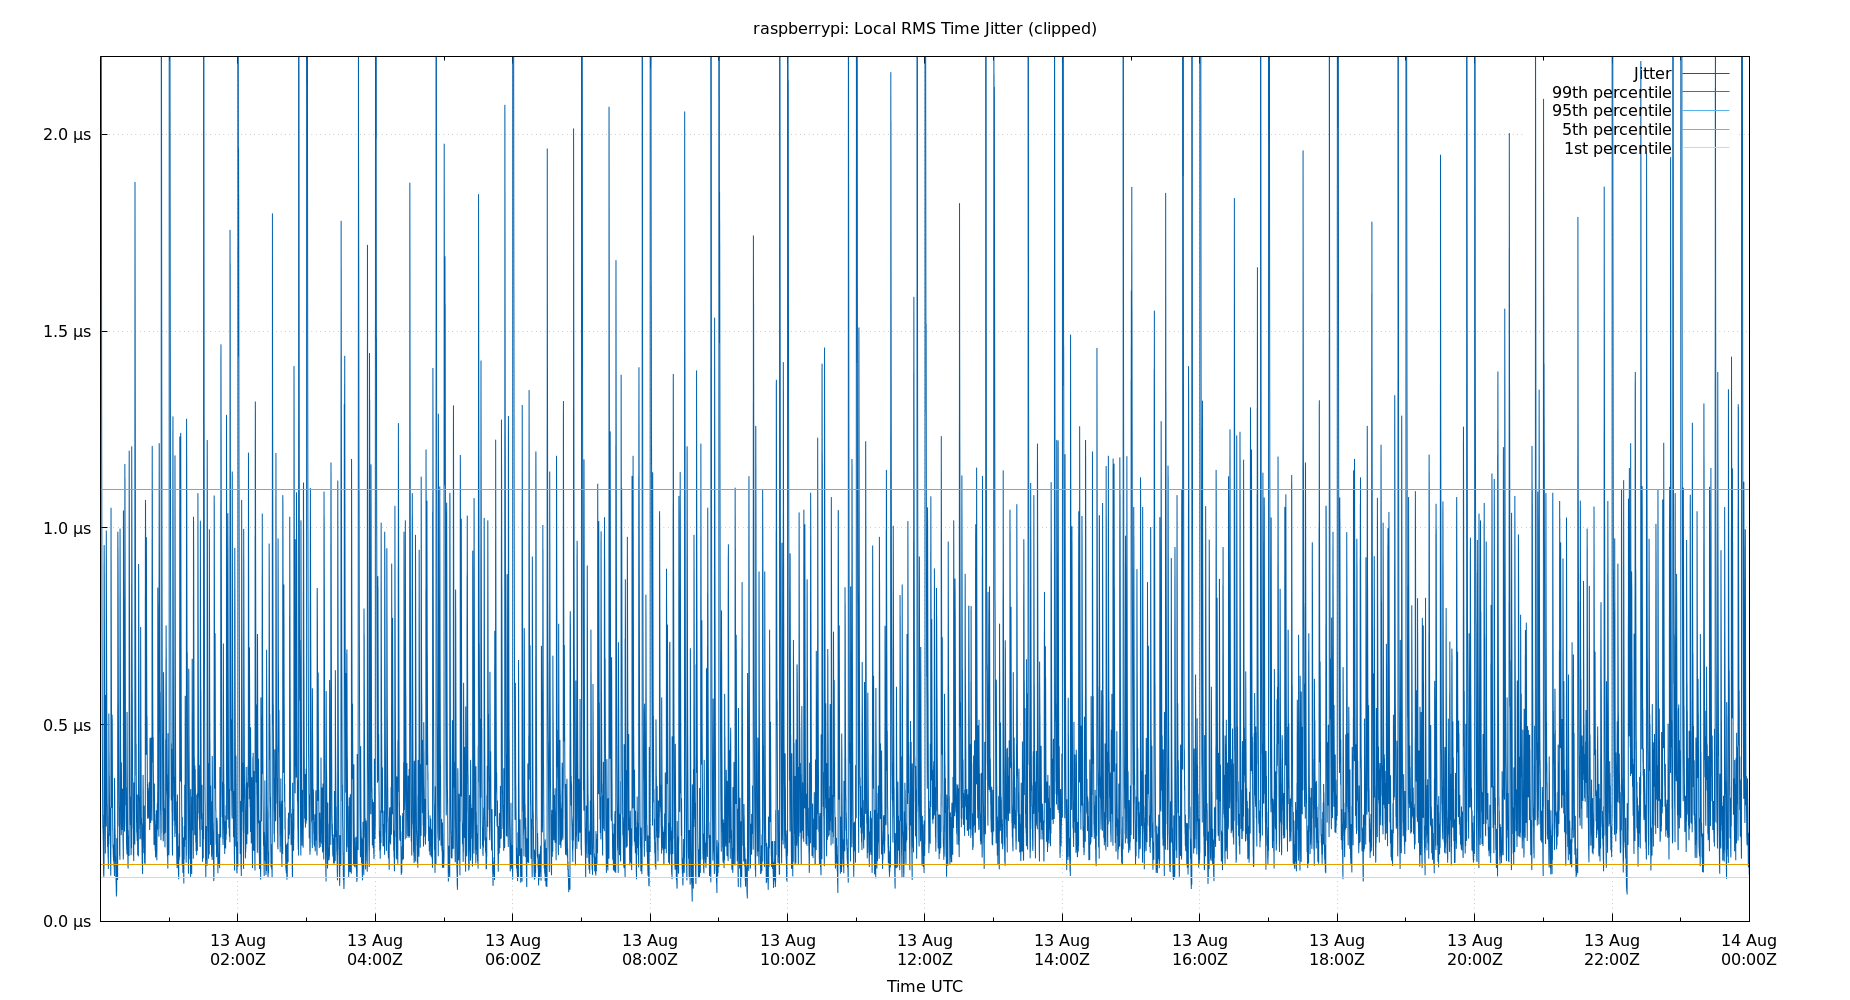 raspberrypi: Local RMS Time Jitter (clipped)
Jitter
99th percentile
95th percentile
5th percentile
1st percentile
2.0 μs
1.5 μs
1.0 μs
0.5 μs
0.0 μs
13 Aug 13 Aug 13 Aug 13 Aug 13 Aug 13 Aug 13 Aug 13 Aug 13 Aug 13 Aug 13 Aug 14 Aug
02:00Z 04:00Z 06:00Z 08:00Z 10:00Z 12:00Z 14:00Z 16:00Z 18:00Z 20:00Z 22:00Z 00:00Z
Time UTC